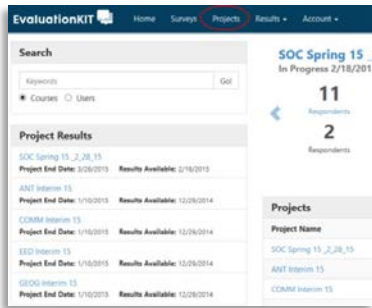 EvaluationKIT Home Surveys Projects Results Account
Search
Keywords Go!
Courses Users
Project Results
SOC Spring 15 _2_28_15
Project End Date: 3/28/2015 Results Available: 2/18/2015
ANT Interim 15
Project End Date: 1/10/2015 Results Available: 12/29/2014
COMM Interim 15
Project End Date: 1/10/2015 Results Available: 12/29/2014
EED Interim 15
Project End Date: 1/10/2015 Results Available: 12/29/2014
GEOG Interim 15
Project End Date: 1/10/2015 Results Available: 12/29/2014
SOC Spring 15 _
In Progress 2/18/201
11
Respondents
2
Respondents
Projects
Project Name
SOC Spring 15 _2_28_15
ANT Interim 15
COMM Interim 15